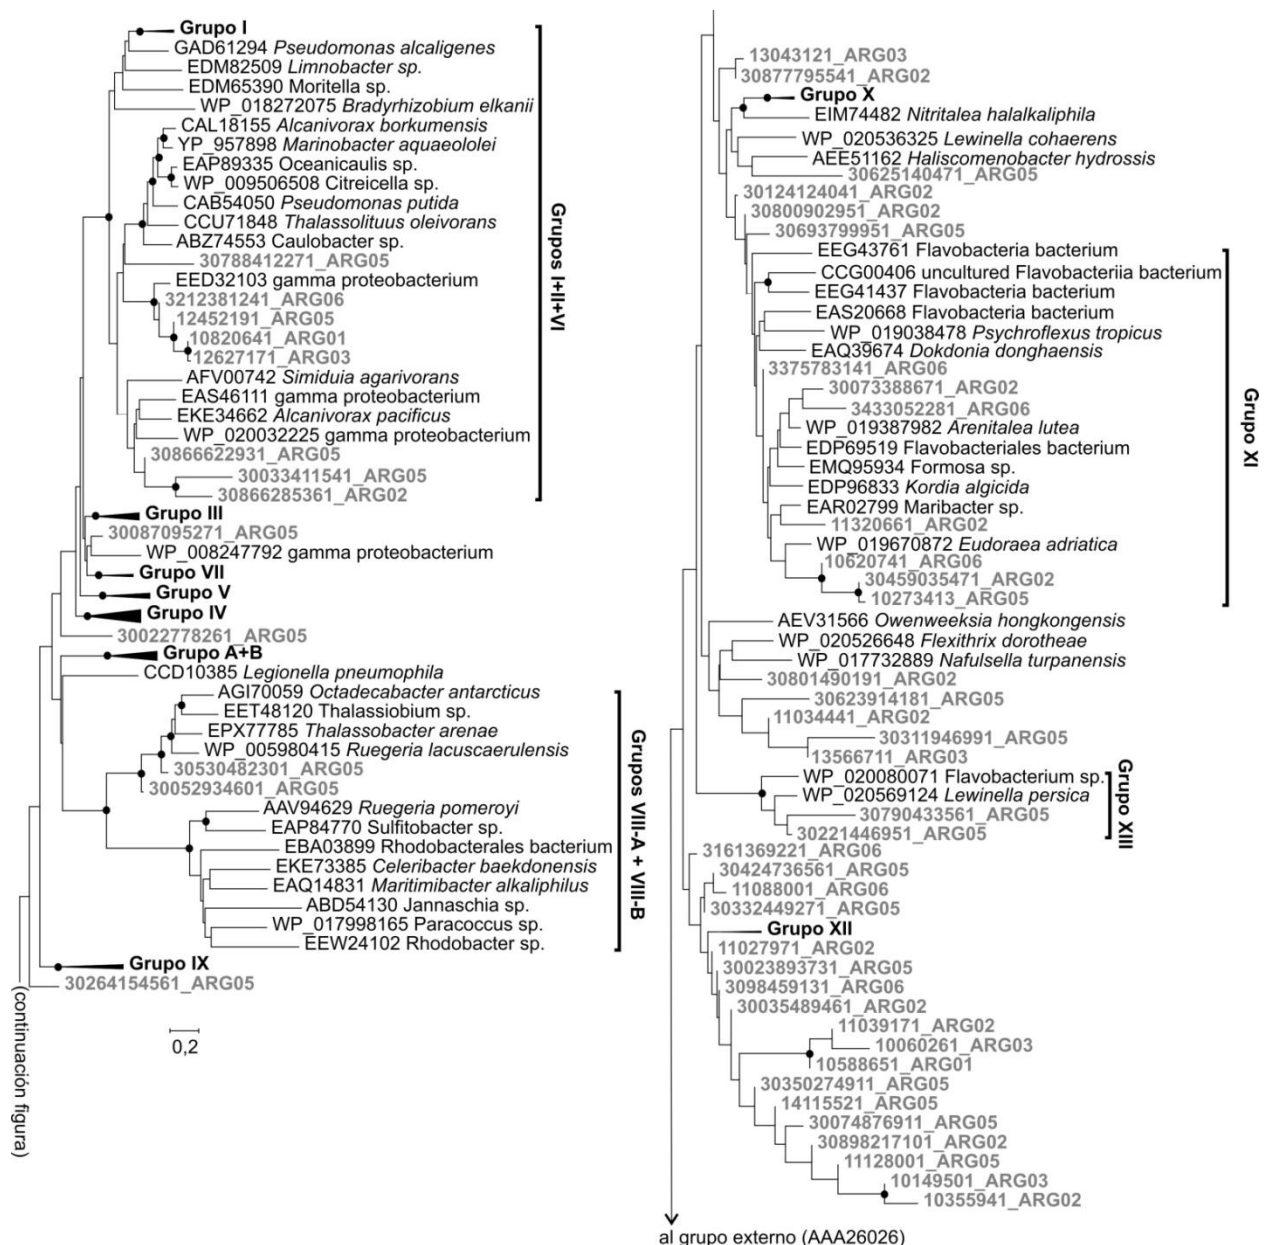 Grupo I
GAD61294 Pseudomonas alcaligenes
EDM82509 Limnobacter sp.
EDM65390 Moritella sp.
WP_018272075 Bradyrhizobium elkanii
CAL18155 Alcanivorax borkumensis
YP_957898 Marinobacter aquaeololei
EAP89335 Oceanicaulis sp.
WP_009506508 Citreicella sp.
CAB54050 Pseudomonas putida
CCU71848 Thalassolituus oleivorans
ABZ74553 Caulobacter sp.
30788412271_ARG05
EED32103 gamma proteobacterium
3212381241_ARG06
12452191_ARG05
10820641_ARG01
12627171_ARG03
AFV00742 Simiduia agarivorans
EAS46111 gamma proteobacterium
EKE34662 Alcanivorax pacificus
WP_020032225 gamma proteobacterium
30866622931_ARG05
30033411541_ARG05
30866285361_ARG02
Grupos I+II+VI
Grupo III
30087095271_ARG05
WP_008247792 gamma proteobacterium
Grupo VII
Grupo V
Grupo IV
30022778261_ARG05
Grupo A+B
CCD10385 Legionella pneumophila
AGI70059 Octadecabacter antarcticus
EET48120 Thalassiobium sp.
EPX77785 Thalassobacter arenae
WP_005980415 Ruegeria lacuscaerulensis
30530482301_ARG05
30052934601_ARG05
AAV94629 Ruegeria pomeroyi
EAP84770 Sulfitobacter sp.
EBA03899 Rhodobacterales bacterium
EKE73385 Celeribacter baekdonensis
EAQ14831 Maritimibacter alkaliphilus
ABD54130 Jannaschia sp.
WP_017998165 Paracoccus sp.
EEW24102 Rhodobacter sp.
Grupos VIII-A + VIII-B
Grupo IX
30264154561_ARG05
(continuación figura)
0,2
13043121_ARG03
30877795541_ARG02
Grupo X
EIM74482 Nitritalea halalkaliphila
WP_020536325 Lewinella cohaerens
AEE51162 Haliscomenobacter hydrossis
30625140471_ARG05
30124124041_ARG02
30800902951_ARG02
30693799951_ARG05
EEG43761 Flavobacteria bacterium
CCG00406 uncultured Flavobacteriia bacterium
EEG41437 Flavobacteria bacterium
EAS20668 Flavobacteria bacterium
WP_019038478 Psychroflexus tropicus
EAQ39674 Dokdonia donghaensis
3375783141_ARG06
30073388671_ARG02
3433052281_ARG06
WP_019387982 Arenitalea lutea
EDP69519 Flavobacteriales bacterium
EMQ95934 Formosa sp.
EDP96833 Kordia algicida
EAR02799 Maribacter sp.
11320661_ARG02
WP_019670872 Eudoraea adriatica
10620741_ARG06
30459035471_ARG02
10273413_ARG05
Grupo XI
AEV31566 Owenweeksia hongkongensis
WP_020526648 Flexithrix dorotheae
WP_017732889 Nafulsella turpanensis
30801490191_ARG02
30623914181_ARG05
11034441_ARG02
30311946991_ARG05
13566711_ARG03
WP_020080071 Flavobacterium sp.
WP_020569124 Lewinella persica
30790433561_ARG05
30221446951_ARG05
Grupo XIII
3161369221_ARG06
30424736561_ARG05
11088001_ARG06
30332449271_ARG05
Grupo XII
11027971_ARG02
30023893731_ARG05
3098459131_ARG06
30035489461_ARG02
11039171_ARG02
10060261_ARG03
10588651_ARG01
30350274911_ARG05
14115521_ARG05
30074876911_ARG05
30898217101_ARG02
11128001_ARG05
10149501_ARG03
10355941_ARG02
al grupo externo (AAA26026)